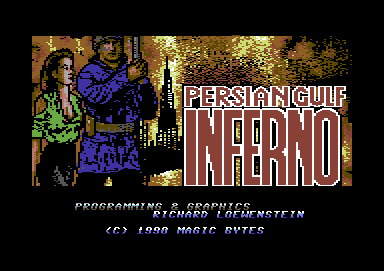 PERSIAN GULF
INFERNO
PROGRAMMING & GRAPHICS
RICHARD LOEWENSTEIN
(C) 1990 MAGIC BYTES